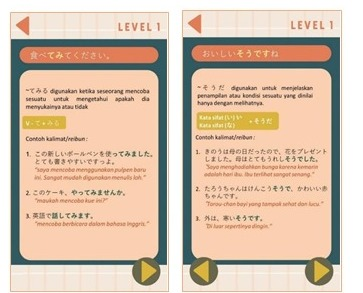 LEVEL 1
食べてみてください。
~てみる digunakan ketika seseorang mencoba
sesuatu untuk mengetahui apakah dia
menyukainya atau tidak
V-て+みる
Contoh kalimat/reibun :
1. この新しいボールペンを使ってみました。
とても書きやすいですよ。
"saya mencoba menggunakan pulpen baru
ini. Sangat mudah digunakan menulis loh."
2. このケーキ、やってみませんか。
"maukah mencoba kue ini?"
3. 英語で話してみます。
"mencoba berbicara dalam bahasa inggris."
LEVEL 1
おいしいそうですね
~そうだ digunakan untuk menjelaskan
penampilan atau kondisi sesuatu yang dinilai
hanya dengan melihatnya.
Kata sifat (い) い
Kata sifat (な)
+そうだ
Contoh kalimat/reibun :
1. きのうは母の日だったので、花をプレゼント
しました。母はとてもうれしそうでした。
"Saya menghadiahkan bunga karena kemarin
adalah hari ibu. Ibu terlihat sangat senang."
2. たろうちゃんはけんこうそうで、かわいい赤
ちゃんです。
"Tarou-chan bayi yang tampak sehat dan lucu."
3. 外は、寒いそうです。
"Di luar sepertinya dingin."